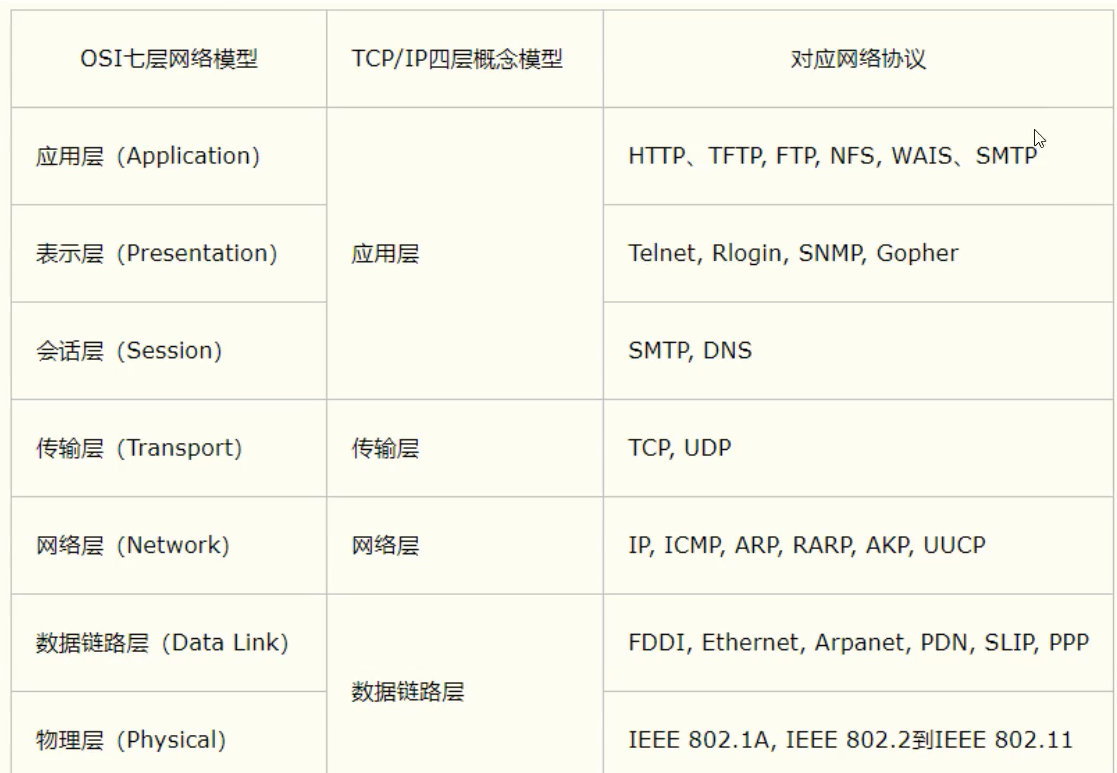 OSI七层网络模型 TCP/IP四层概念模型 对应网络协议
应用层（Application） HTTP、TFTP, FTP, NFS, WAIS、SMTP
表示层（Presentation） 应用层 Telnet, Rlogin, SNMP, Gopher
会话层（Session） SMTP, DNS
传输层（Transport） 传输层 TCP, UDP
网络层（Network） 网络层 IP, ICMP, ARP, RARP, AKP, UUCP
数据链路层（Data Link） FDDI, Ethernet, Arpanet, PDN, SLIP, PPP
数据链路层
物理层（Physical） IEEE 802.1A, IEEE 802.2到IEEE 802.11